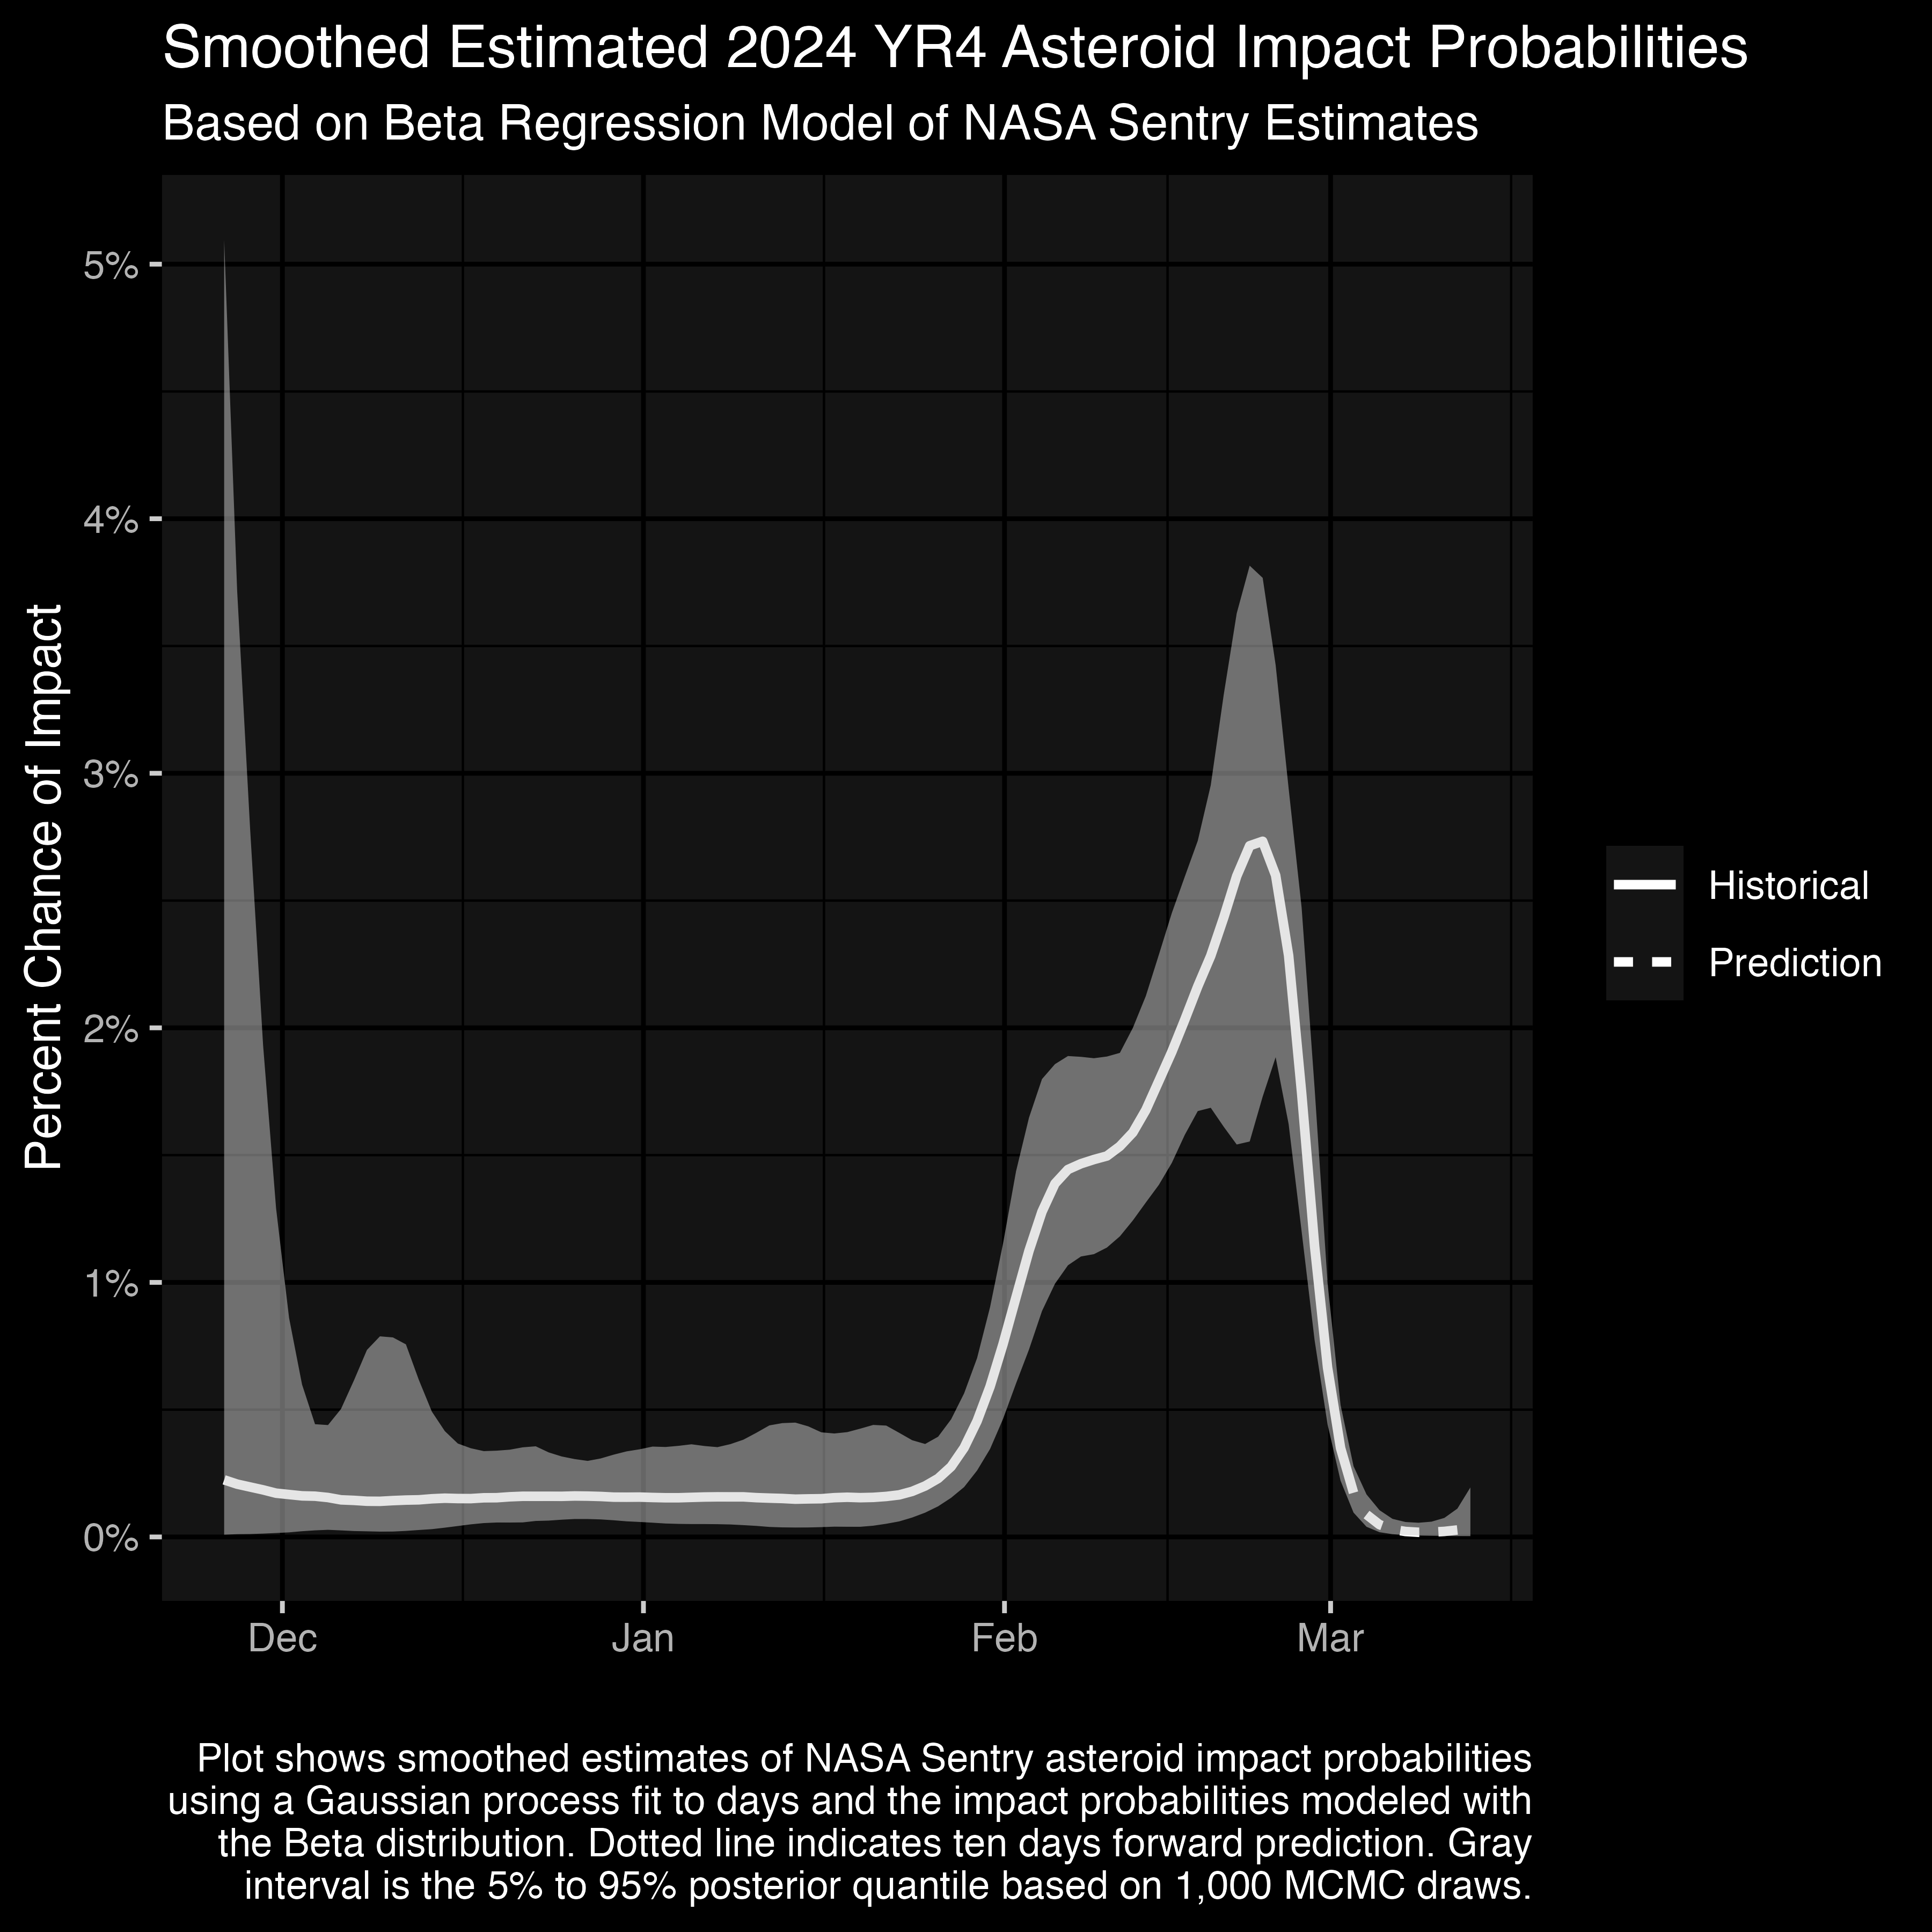 Smoothed Estimated 2024 YR4 Asteroid Impact Probabilities
Based on Beta Regression Model of NASA Sentry Estimates
Percent Chance of Impact
5%
4%
3%
2%
1%
0%
Dec
Jan
Feb
Mar
Historical
Prediction
Plot shows smoothed estimates of NASA Sentry asteroid impact probabilities
using a Gaussian process fit to days and the impact probabilities modeled with
the Beta distribution. Dotted line indicates ten days forward prediction. Gray
interval is the 5% to 95% posterior quantile based on 1,000 MCMC draws.